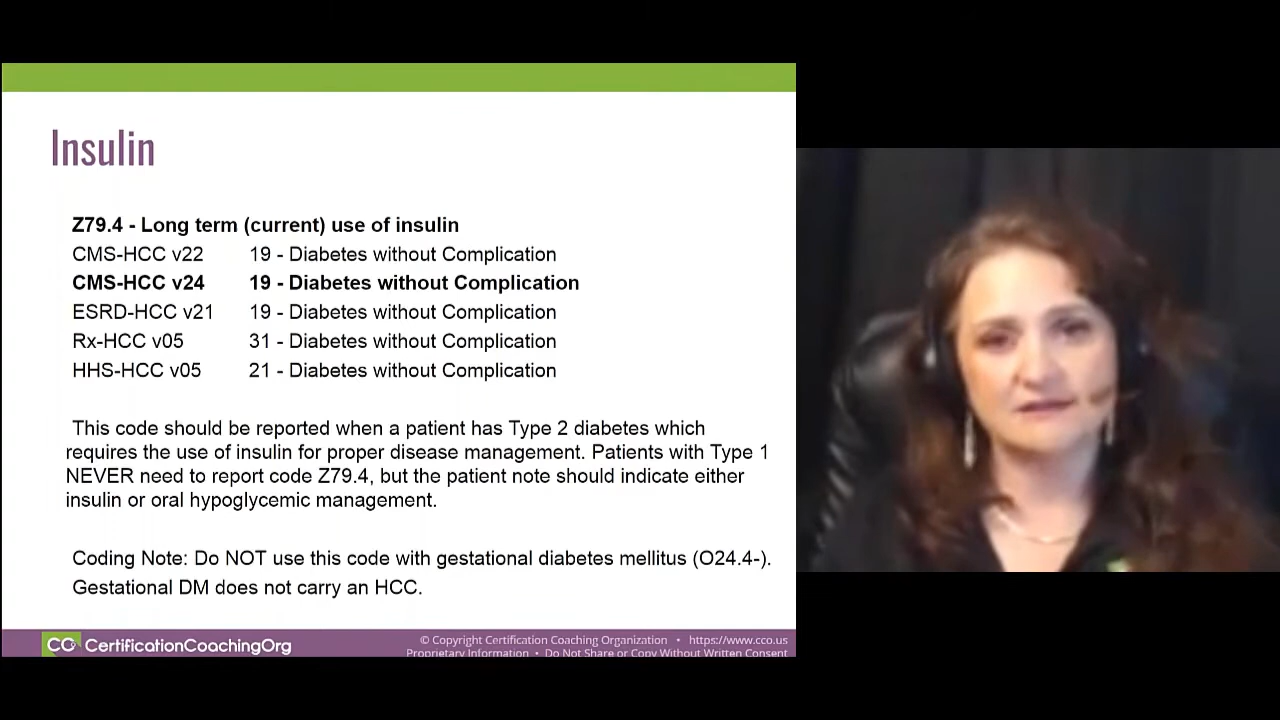 Insulin
Z79.4 - Long term (current) use of insulin
CMS-HCC v22 19 - Diabetes without Complication
CMS-HCC v24 19 - Diabetes without Complication
ESRD-HCC v21 19 - Diabetes without Complication
Rx-HCC v05 31 - Diabetes without Complication
HHS-HCC v05 21 - Diabetes without Complication
This code should be reported when a patient has Type 2 diabetes which
requires the use of insulin for proper disease management. Patients with Type 1
NEVER need to report code Z79.4, but the patient note should indicate either
insulin or oral hypoglycemic management.
Coding Note: Do NOT use this code with gestational diabetes mellitus (O24.4-).
Gestational DM does not carry an HCC.
CCO CertificationCoachingOrg
© Copyright Certification Coaching Organization • https://www.cco.us
Proprietary Information • Do Not Share or Copy Without Written Consent